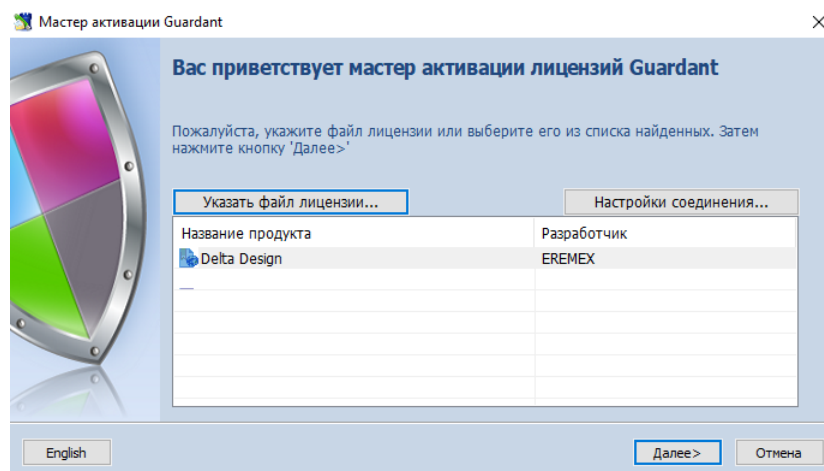 Мастер активации Guardant
Вас приветствует мастер активации лицензий Guardant
Пожалуйста, укажите файл лицензии или выберите его из списка найденных. Затем
нажмите кнопку 'Далее>'
Указать файл лицензии... Настройки соединения...
Название продукта Разработчик
Delta Design EREMEX
English Далее> Отмена